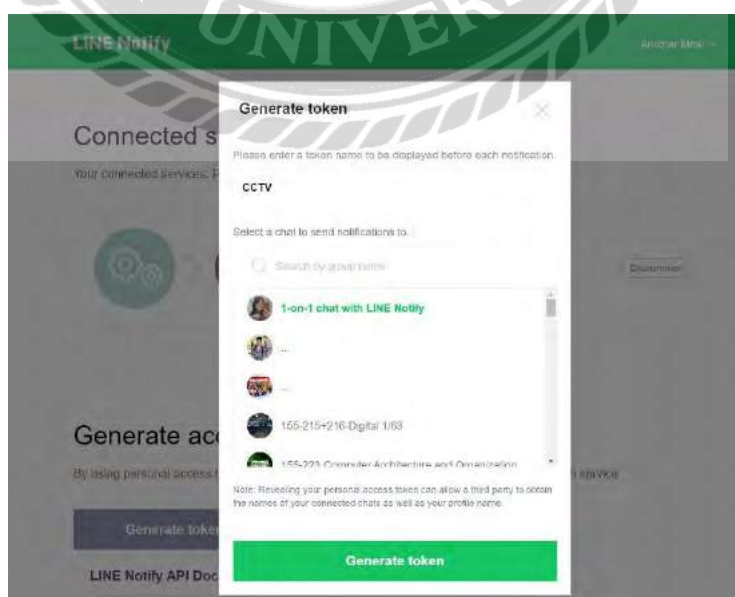 UNIVER
LINE Notify
Generate token
Connected s
Please enter a token name to be displayed before each notification
Your connected services. P
CCTV
Select a chat to send notifications to.
Search by group name
Disconnect
1-on-1 chat with LINE Notify
...
...
155-215+216-Digital 1/63
155-223 Computer Architecture and Organization
Generate acc
By using personal access t
service
Note: Revealing your personal access token can allow a third party to obtain
the names of your connected chats as well as your profile name.
Generate toke
Generate token
LINE Notify API Doc